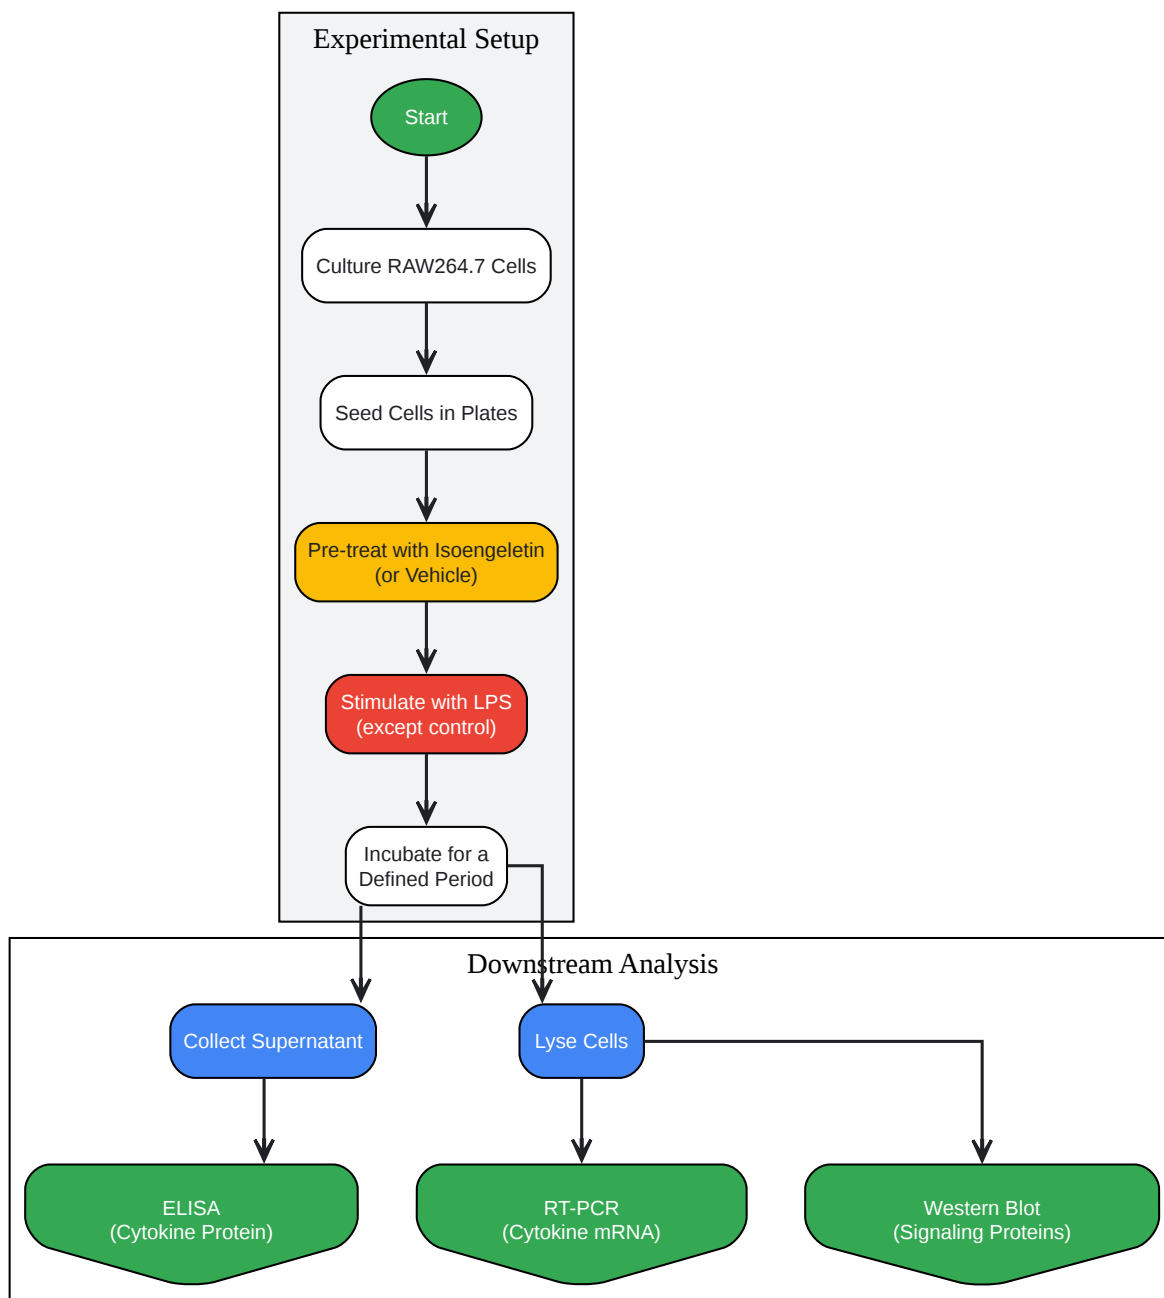 Experimental Setup
Start
Culture RAW264.7 Cells
Seed Cells in Plates
Pre-treat with Isoengeletin
(or Vehicle)
Stimulate with LPS
(except control)
Incubate for a
Defined Period
Downstream Analysis
Collect Supernatant
Lyse Cells
ELISA
(Cytokine Protein)
RT-PCR
(Cytokine mRNA)
Western Blot
(Signaling Proteins)